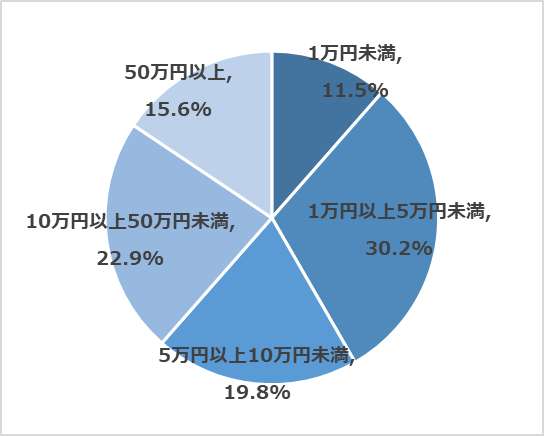 1万円未満,
11.5%
1万円以上5万円未満,
30.2%
5万円以上10万円未満,
19.8%
10万円以上50万円未満,
22.9%
50万円以上,
15.6%